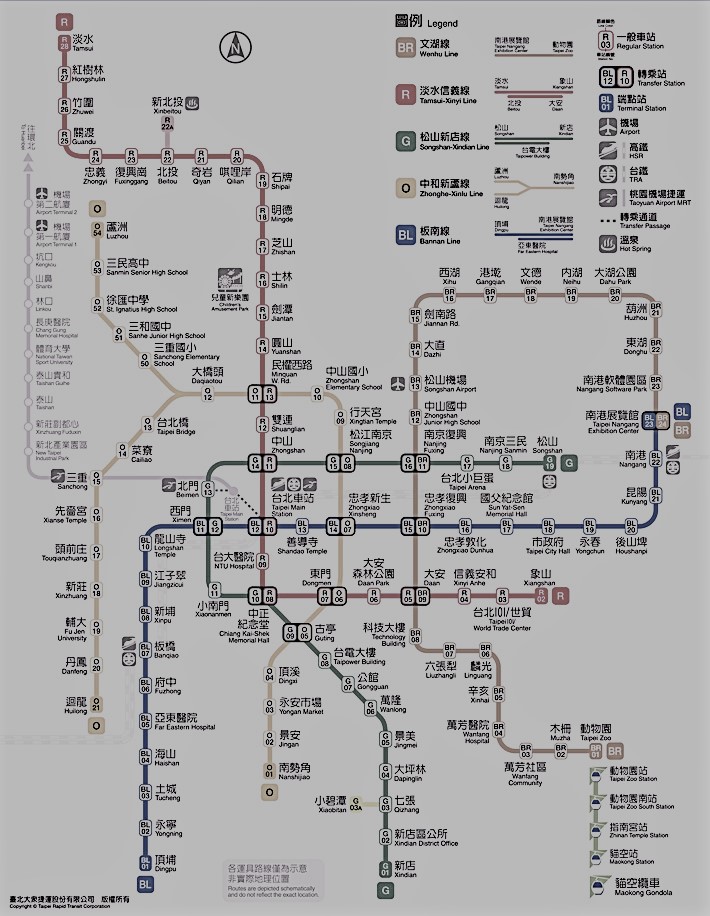 圖例 Legend
BR
文湖線
Wenhu Line
南港展覽館
Taipei Nangang
Exhibition Center
動物園
Taipei Zoo
R
淡水信義線
Tamsui-Xinyi Line
淡水
Tamsui
象山
Xiangshan
北投
Beitou
大安
Daan
G
松山新店線
Songshan-Xindian Line
松山
Songshan
新店
Xindian
台電大樓
Taipower Building
O
中和新蘆線
Zhonghe-Xinlu Line
蘆洲
Luzhou
迴龍
Huilong
南勢角
Nanshijiao
BL
板南線
Bannan Line
頂埔
Dingpu
南港展覽館
Taipei Nangang
Exhibition Center
亞東醫院
Far Eastern Hospital
R
03
一般車站
Regular Station
BL
12
R
10
轉乘站
Transfer Station
BL
01
端點站
Terminal Station
機場
Airport
高鐵
HSR
台鐵
TRA
桃園機場捷運
Taoyuan Airport MRT
轉乘通道
Transfer Passage
溫泉
Hot Spring
R
R
28
淡水
Tamsui
R
27
紅樹林
Hongshulin
R
26
竹圍
Zhuwei
R
25
關渡
Guandu
R
24
忠義
Zhongyi
R
23
復興崗
Fuxinggang
R
22
北投
Beitou
新北投
Xinbeitou
R
22A
R
21
奇岩
Qiyan
R
20
唭哩岸
Qilian
R
19
石牌
Shipai
R
18
明德
Mingde
R
17
芝山
Zhishan
R
16
士林
Shilin
兒童新樂園
Children's
Amusement Park
R
15
劍潭
Jiantan
R
14
圓山
Yuanshan
民權西路
Minquan
W. Rd.
O
11
R
13
R
12
雙連
Shuanglian
中山
Zhongshan
G
14
R
11
台北車站
Taipei Main
Station
BL
12
R
10
台大醫院
NTU Hospital
R
09
G
10
R
08
中正
紀念堂
Chiang Kai-Shek
Memorial Hall
東門
Dongmen
R
07
O
06
大安
森林公園
Daan Park
R
06
大安
Daan
R
05
BR
09
信義安和
Xinyi Anhe
R
04
台北101/世貿
Taipei101/
World Trade Center
R
03
象山
Xiangshan
R
02
R
機場
第二航廈
Airport Terminal 2
機場
第一航廈
Airport Terminal 1
坑口
Kengkou
山鼻
Shanbi
林口
Linkou
長庚醫院
Chang Gung
Memorial Hospital
體育大學
National Taiwan
Sport University
泰山貴和
Taishan Guihe
泰山
Taishan
新莊副都心
Xinzhuang Fuduxin
新北產業園區
New Taipei
Industrial Park
台北
車站
Taipei Main
Station
O
O
54
蘆洲
Luzhou
O
53
三民高中
Sanmin Senior High School
O
52
徐匯中學
St. Ignatius High School
O
51
三和國中
Sanhe Junior High School
O
50
三重國小
Sanchong Elementary
School
大橋頭
Daqiaotou
O
12
O
13
台北橋
Taipei Bridge
O
14
菜寮
Cailiao
三重
Sanchong
O
15
先嗇宮
Xianse Temple
O
16
頭前庄
Touqianzhuang
O
17
新莊
Xinzhuang
O
18
輔大
Fu Jen
University
O
19
丹鳳
Danfeng
O
20
迴龍
Huilong
O
21
O
中山國小
Zhongshan
Elementary School
O
10
O
09
行天宮
Xingtian Temple
松江南京
Songjiang
Nanjing
G
15
O
08
忠孝新生
Zhongxiao
Xinsheng
BL
14
O
07
G
09
O
05
古亭
Guting
O
04
頂溪
Dingxi
O
03
永安市場
Yongan Market
O
02
景安
Jingan
O
01
南勢角
Nanshijiao
O
西湖
Xihu
BR
16
港墘
Gangqian
BR
17
文德
Wende
BR
18
內湖
Neihu
BR
19
大湖公園
Dahu Park
BR
20
葫洲
Huzhou
BR
21
東湖
Donghu
BR
22
南港軟體園區
Nangang Software Park
BR
23
南港展覽館
Taipei Nangang
Exhibition Center
BL
23
BR
24
BL
BR
BR
15
劍南路
Jiannan Rd.
BR
14
大直
Dazhi
BR
13
松山機場
Songshan Airport
BR
12
中山國中
Zhongshan
Junior High School
南京復興
Nanjing
Fuxing
G
16
BR
11
忠孝復興
Zhongxiao
Fuxing
BL
15
BR
10
科技大樓
Technology
Building
BR
08
BR
07
六張犁
Liuzhangli
BR
06
麟光
Linguang
辛亥
Xinhai
BR
05
萬芳醫院
Wanfang
Hospital
BR
04
BR
03
萬芳社區
Wanfang
Community
木柵
Muzha
BR
02
動物園
Taipei Zoo
BR
01
BR
台北小巨蛋
Taipei Arena
G
17
南京三民
Nanjing Sanmin
G
18
松山
Songshan
G
19
G
北門
Beimen
G
13
西門
Ximen
BL
11
G
12
G
11
小南門
Xiaonanmen
台電大樓
Taipower Building
G
08
公館
Gongguan
G
07
萬隆
Wanlong
G
06
景美
Jingmei
G
05
大坪林
Dapinglin
G
04
七張
Qizhang
G
03
小碧潭
Xiaobitan
G
03A
新店區公所
Xindian District Office
G
02
新店
Xindian
G
01
G
南港
Nangang
BL
22
昆陽
Kunyang
BL
21
後山埤
Houshanpi
BL
20
永春
Yongchun
BL
19
市政府
Taipei City Hall
BL
18
國父紀念館
Sun Yat-Sen
Memorial Hall
BL
17
忠孝敦化
Zhongxiao Dunhua
BL
16
善導寺
Shandao Temple
BL
13
龍山寺
Longshan
Temple
BL
10
江子翠
Jiangzicui
BL
09
新埔
Xinpu
BL
08
板橋
Banqiao
BL
07
府中
Fuzhong
BL
06
亞東醫院
Far Eastern Hospital
BL
05
海山
Haishan
BL
04
土城
Tucheng
BL
03
永寧
Yongning
BL
02
頂埔
Dingpu
BL
01
BL
動物園站
Taipei Zoo Station
動物園南站
Taipei Zoo South Station
指南宮站
Zhinan Temple Station
貓空站
Maokong Station
貓空纜車
Maokong Gondola
各運具路線僅為示意
非實際地理位置
Routes are depicted schematically
and do not reflect the exact location.
臺北大眾捷運股份有限公司 版權所有
Copyright © Taipei Rapid Transit Corporation